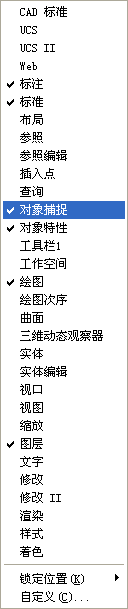 CAD 标准
UCS
UCS II
Web
标注
标准
布局
参照
参照编辑
插入点
查询
对象捕捉
对象特性
工具栏1
工作空间
绘图
绘图次序
曲面
三维动态观察器
实体
实体编辑
视口
视图
缩放
图层
文字
修改
修改 II
渲染
样式
着色
锁定位置(K)
自定义(C)...